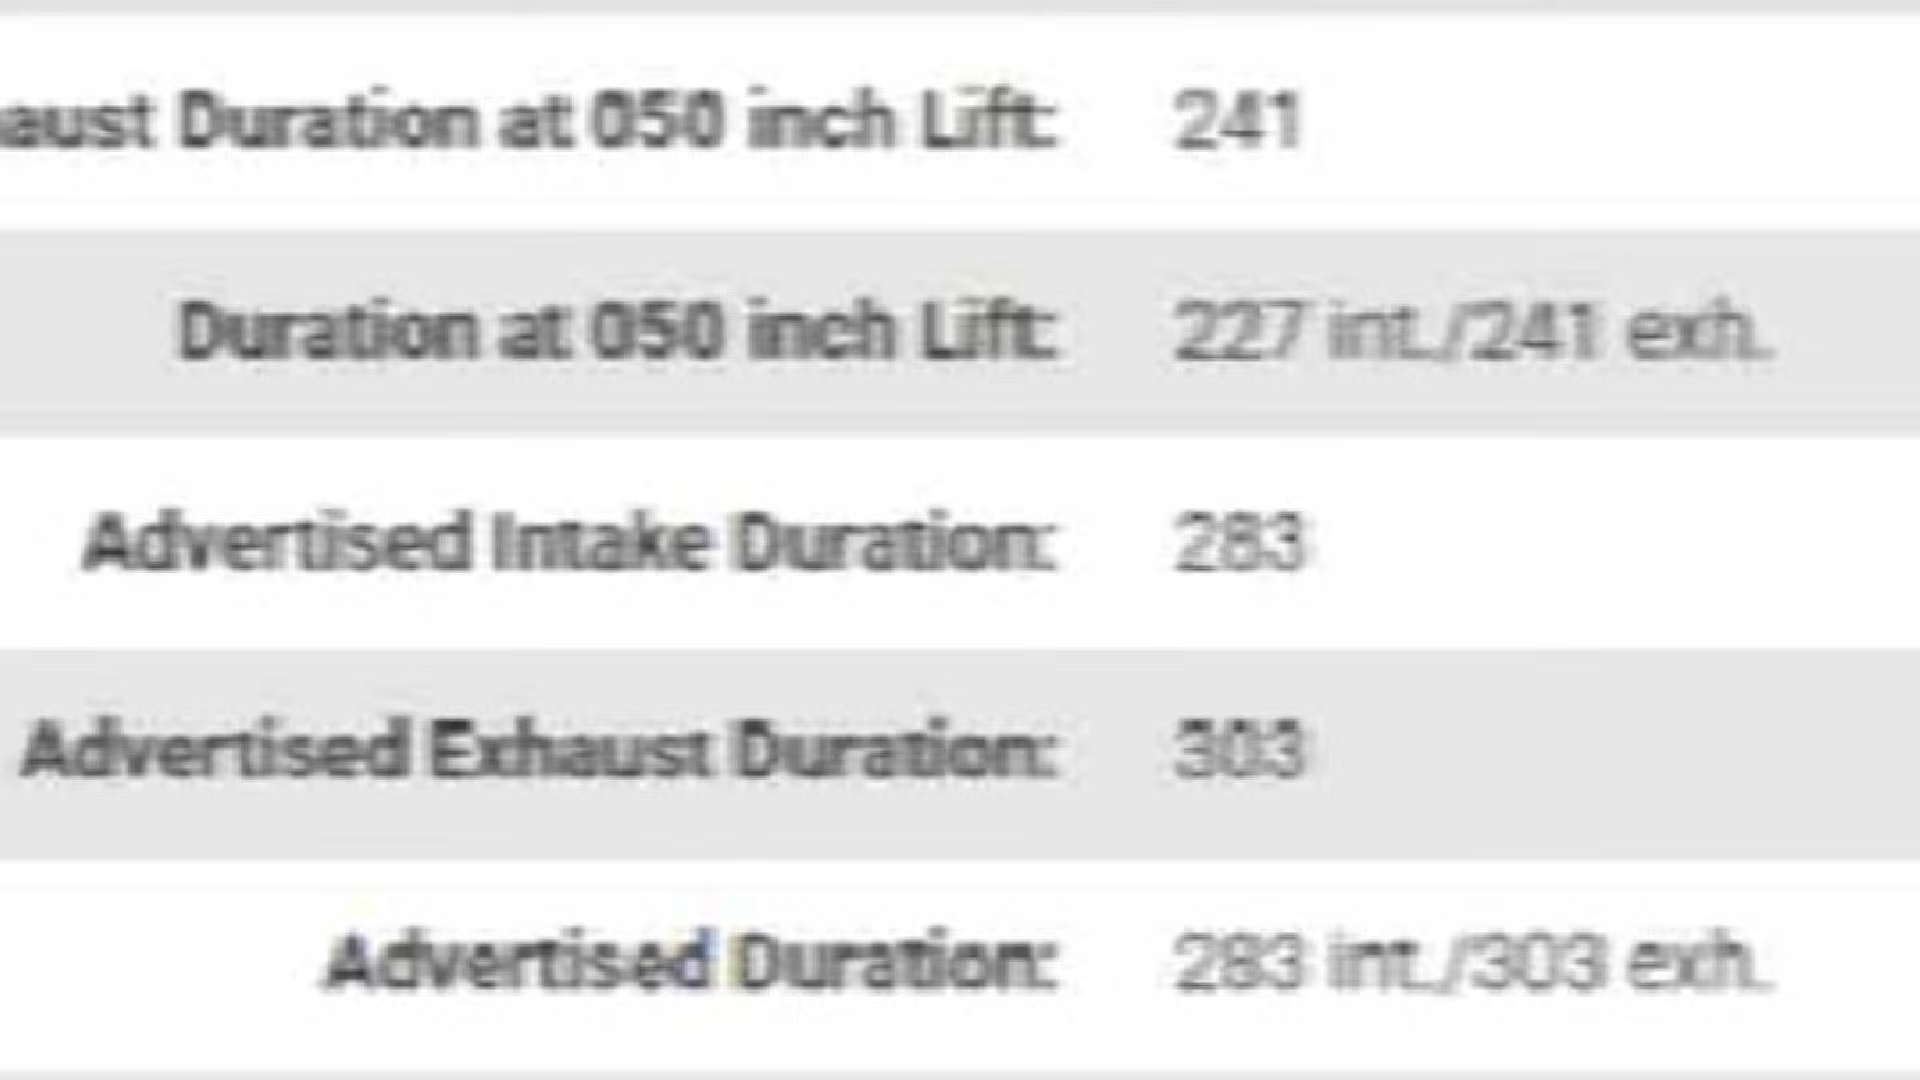 aust Duration at 050 inch Lift: 241
Duration at 050 inch Lift: 227 int./241 exh.
Advertised Intake Duration: 283
Advertised Exhaust Duration: 303
Advertised Duration: 283 int./303 exh.